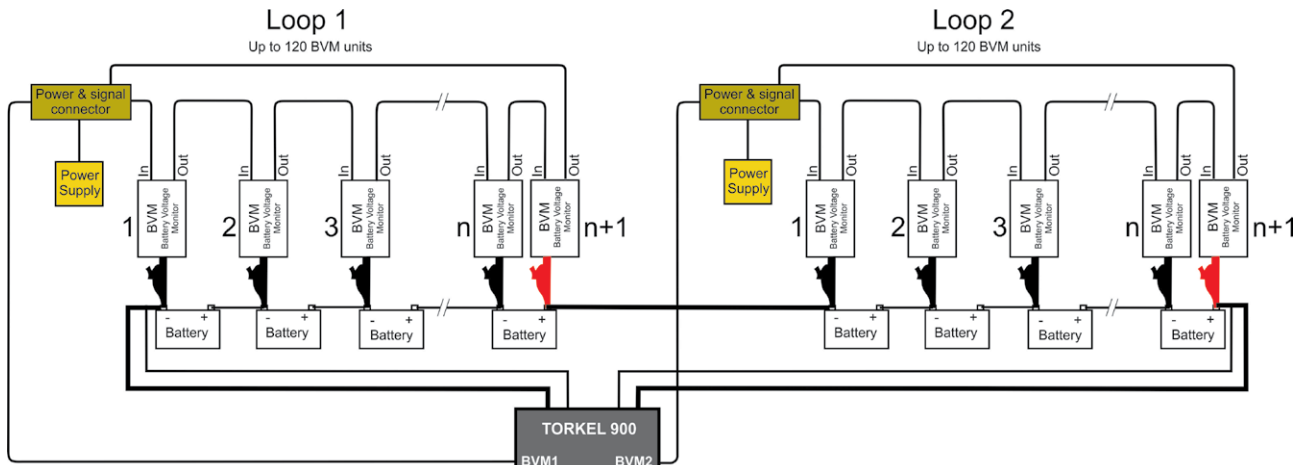 Loop 1
Up to 120 BVM units
Power & signal
connector
Power
Supply
In
Out
In
Out
In
Out
In
Out
In
Out
1
BVM
Battery Voltage
Monitor
2
BVM
Battery Voltage
Monitor
3
BVM
Battery Voltage
Monitor
n
BVM
Battery Voltage
Monitor
BVM
Battery Voltage
Monitor
n+1
- +
Battery
- +
Battery
- +
Battery
- +
Battery
Loop 2
Up to 120 BVM units
Power & signal
connector
Power
Supply
In
Out
In
Out
In
Out
In
Out
In
Out
1
BVM
Battery Voltage
Monitor
2
BVM
Battery Voltage
Monitor
3
BVM
Battery Voltage
Monitor
n
BVM
Battery Voltage
Monitor
BVM
Battery Voltage
Monitor
n+1
- +
Battery
- +
Battery
- +
Battery
- +
Battery
TORKEL 900
BVM1 BVM2